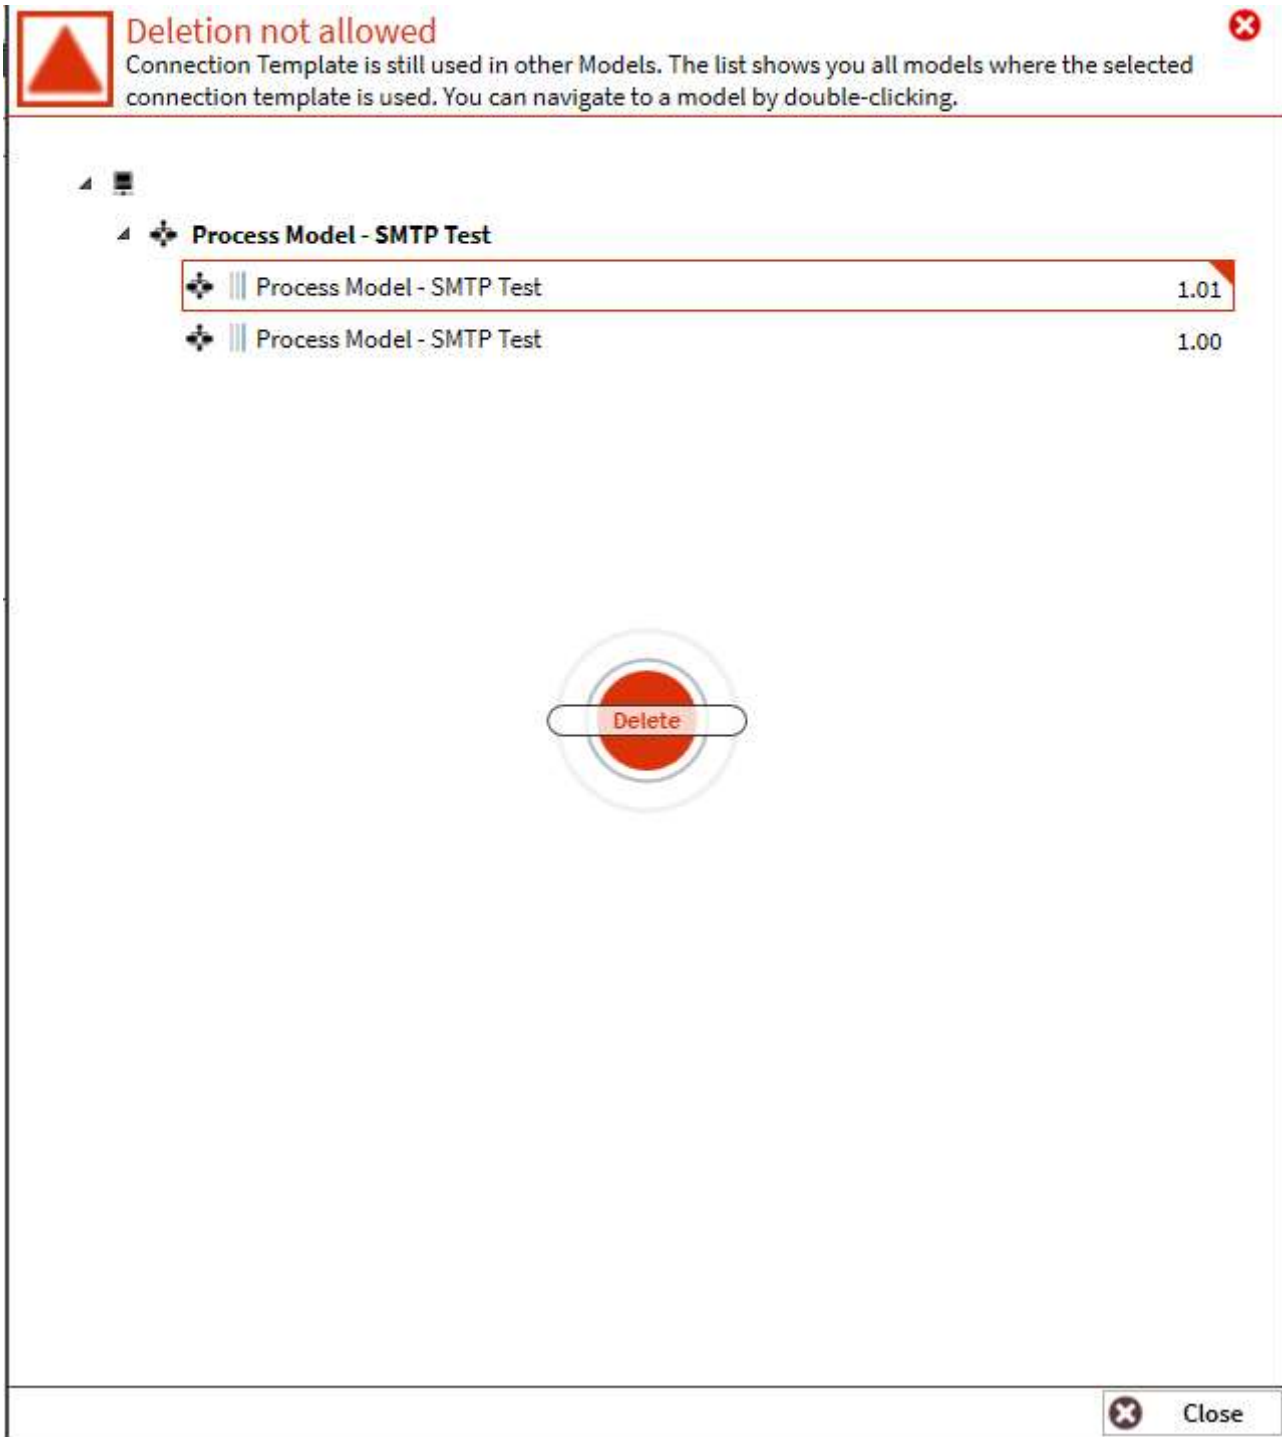 Deletion not allowed
Connection Template is still used in other Models. The list shows you all models where the selected
connection template is used. You can navigate to a model by double-clicking.
Process Model - SMTP Test
Process Model - SMTP Test 1.01
Process Model - SMTP Test 1.00
Delete
Close